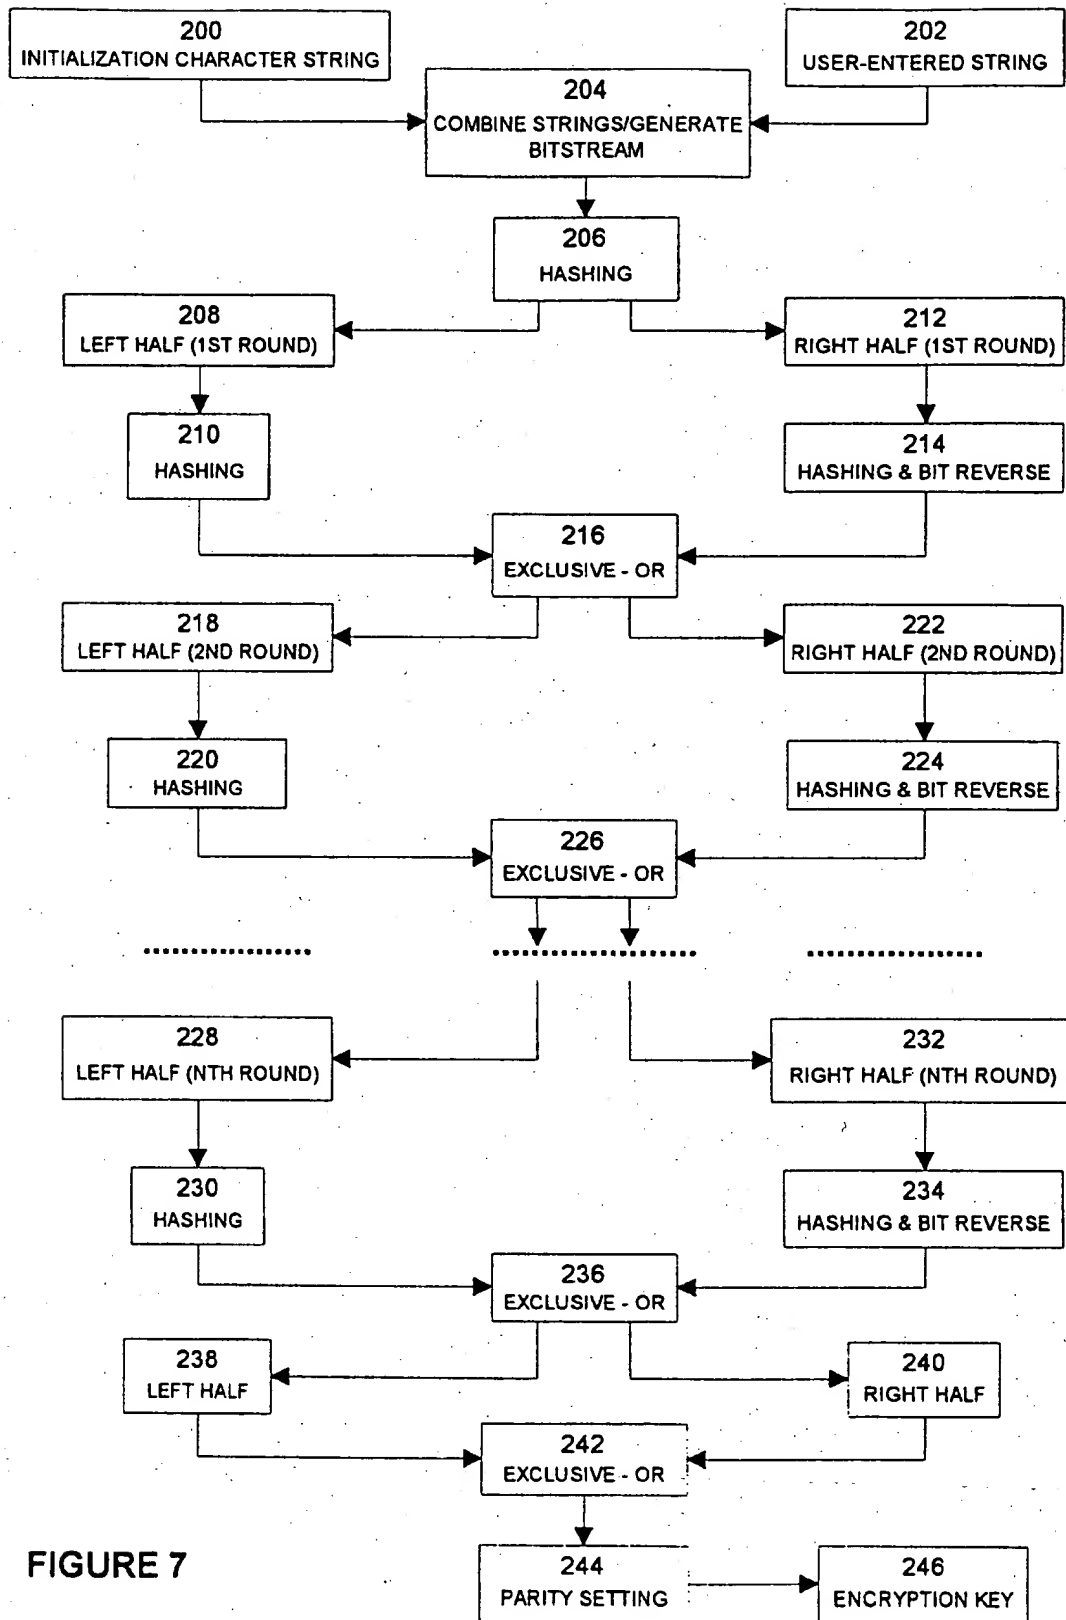 200
INITIALIZATION CHARACTER STRING
202
USER-ENTERED STRING
204
COMBINE STRINGS/GENERATE
BITSTREAM
206
HASHING
208
LEFT HALF (1ST ROUND)
212
RIGHT HALF (1ST ROUND)
210
HASHING
214
HASHING & BIT REVERSE
216
EXCLUSIVE - OR
218
LEFT HALF (2ND ROUND)
222
RIGHT HALF (2ND ROUND)
220
HASHING
224
HASHING & BIT REVERSE
226
EXCLUSIVE - OR
228
LEFT HALF (NTH ROUND)
232
RIGHT HALF (NTH ROUND)
230
HASHING
234
HASHING & BIT REVERSE
236
EXCLUSIVE - OR
238
LEFT HALF
240
RIGHT HALF
242
EXCLUSIVE - OR
244
PARITY SETTING
246
ENCRYPTION KEY
FIGURE 7